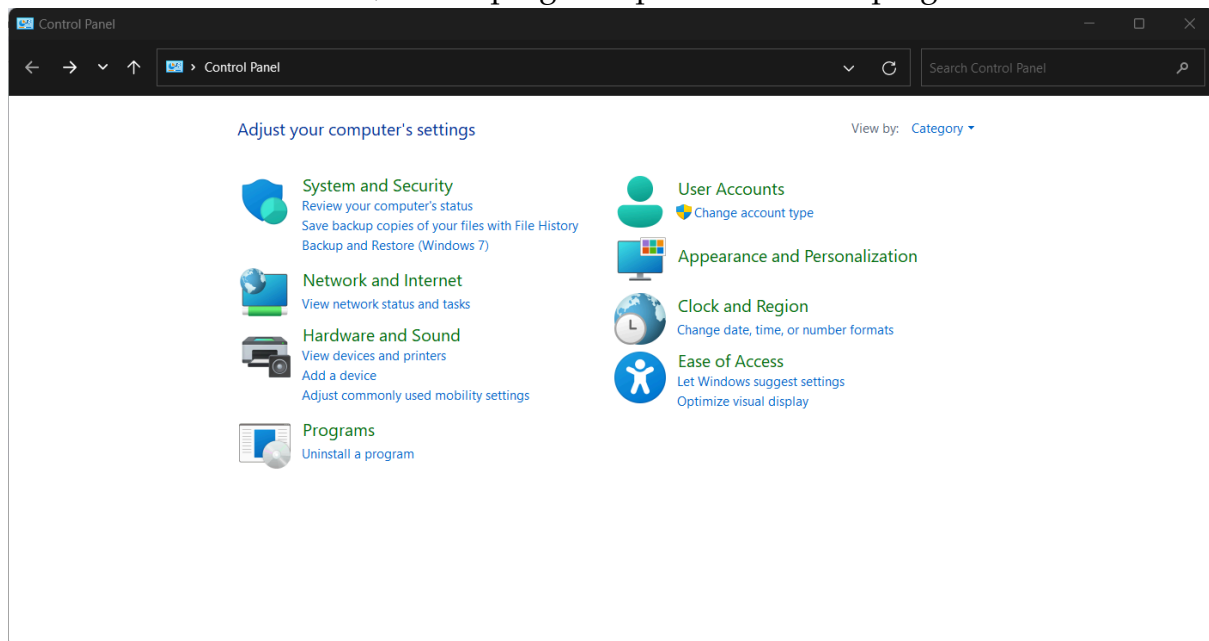 Control Panel
Control Panel
Search Control Panel
Adjust your computer's settings
View by: Category
System and Security
Review your computer's status
Save backup copies of your files with File History
Backup and Restore (Windows 7)
Network and Internet
View network status and tasks
Hardware and Sound
View devices and printers
Add a device
Adjust commonly used mobility settings
Programs
Uninstall a program
User Accounts
Change account type
Appearance and Personalization
Clock and Region
Change date, time, or number formats
Ease of Access
Let Windows suggest settings
Optimize visual display